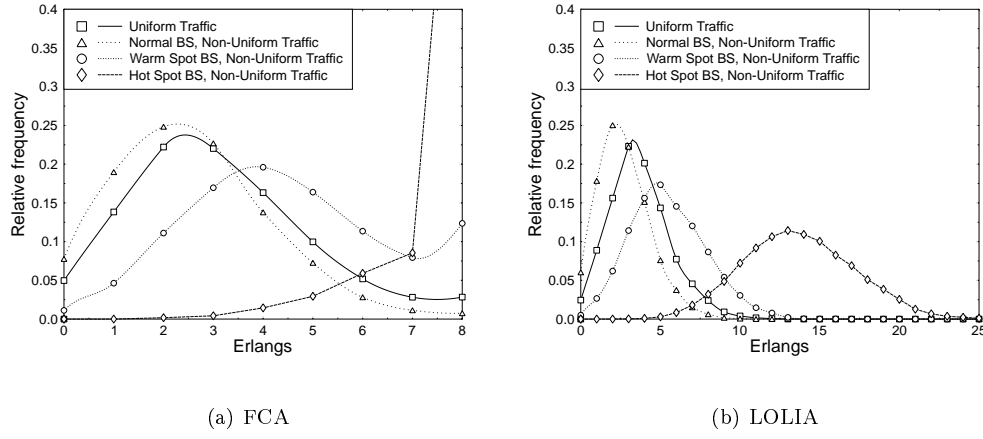 0.4
0.35
0.3
0.25
0.20
0.15
0.1
0.05
0.0
Relative frequency
Uniform Traffic
Normal BS, Non-Uniform Traffic
Warm Spot BS, Non-Uniform Traffic
Hot Spot BS, Non-Uniform Traffic
0 1 2 3 4 5 6 7 8
Erlangs
(a) FCA
0.4
0.35
0.3
0.25
0.20
0.15
0.1
0.05
0.0
Relative frequency
Uniform Traffic
Normal BS, Non-Uniform Traffic
Warm Spot BS, Non-Uniform Traffic
Hot Spot BS, Non-Uniform Traffic
0 5 10 15 20 25
Erlangs
(b) LOLIA